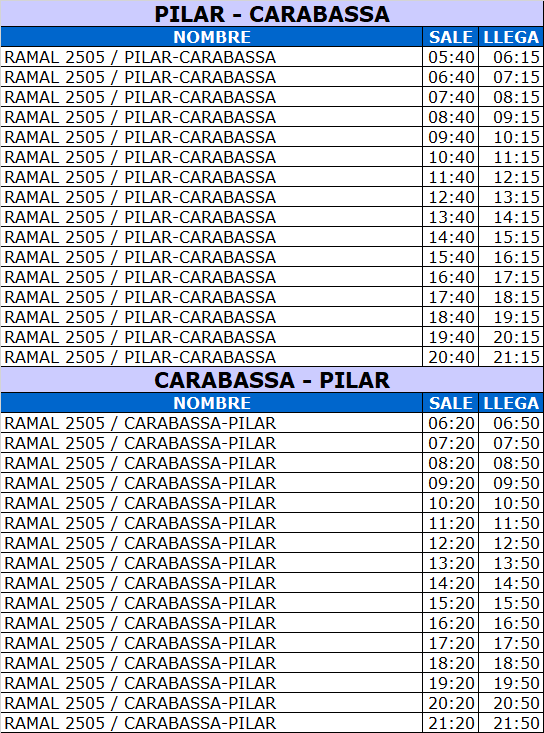 PILAR - CARABASSA
NOMBRE SALE LLEGA
RAMAL 2505 / PILAR-CARABASSA 05:40 06:15
RAMAL 2505 / PILAR-CARABASSA 06:40 07:15
RAMAL 2505 / PILAR-CARABASSA 07:40 08:15
RAMAL 2505 / PILAR-CARABASSA 08:40 09:15
RAMAL 2505 / PILAR-CARABASSA 09:40 10:15
RAMAL 2505 / PILAR-CARABASSA 10:40 11:15
RAMAL 2505 / PILAR-CARABASSA 11:40 12:15
RAMAL 2505 / PILAR-CARABASSA 12:40 13:15
RAMAL 2505 / PILAR-CARABASSA 13:40 14:15
RAMAL 2505 / PILAR-CARABASSA 14:40 15:15
RAMAL 2505 / PILAR-CARABASSA 15:40 16:15
RAMAL 2505 / PILAR-CARABASSA 16:40 17:15
RAMAL 2505 / PILAR-CARABASSA 17:40 18:15
RAMAL 2505 / PILAR-CARABASSA 18:40 19:15
RAMAL 2505 / PILAR-CARABASSA 19:40 20:15
RAMAL 2505 / PILAR-CARABASSA 20:40 21:15
CARABASSA - PILAR
NOMBRE SALE LLEGA
RAMAL 2505 / CARABASSA-PILAR 06:20 06:50
RAMAL 2505 / CARABASSA-PILAR 07:20 07:50
RAMAL 2505 / CARABASSA-PILAR 08:20 08:50
RAMAL 2505 / CARABASSA-PILAR 09:20 09:50
RAMAL 2505 / CARABASSA-PILAR 10:20 10:50
RAMAL 2505 / CARABASSA-PILAR 11:20 11:50
RAMAL 2505 / CARABASSA-PILAR 12:20 12:50
RAMAL 2505 / CARABASSA-PILAR 13:20 13:50
RAMAL 2505 / CARABASSA-PILAR 14:20 14:50
RAMAL 2505 / CARABASSA-PILAR 15:20 15:50
RAMAL 2505 / CARABASSA-PILAR 16:20 16:50
RAMAL 2505 / CARABASSA-PILAR 17:20 17:50
RAMAL 2505 / CARABASSA-PILAR 18:20 18:50
RAMAL 2505 / CARABASSA-PILAR 19:20 19:50
RAMAL 2505 / CARABASSA-PILAR 20:20 20:50
RAMAL 2505 / CARABASSA-PILAR 21:20 21:50